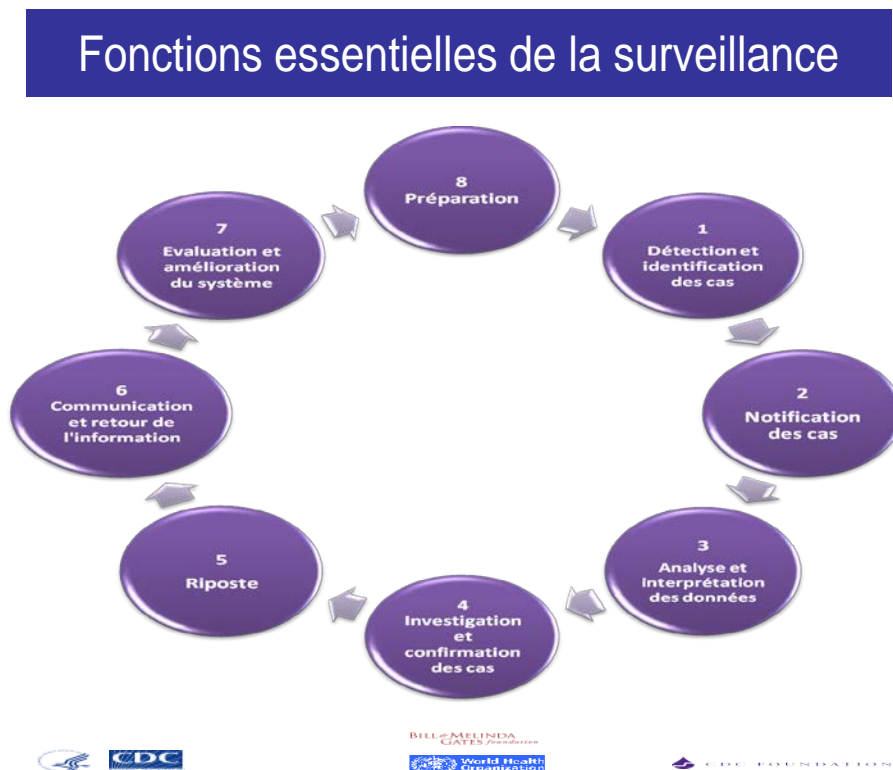 Fonctions essentielles de la surveillance
8
Préparation
1
Détection et
identification
des cas
2
Notification
des cas
3
Analyse et
interprétation
des données
4
Investigation
et
confirmation
des cas
5
Riposte
6
Communication
et retour de
l'information
7
Evaluation et
amélioration
du système
CDC
BILL & MELINDA
GATES foundation
World Health
Organization
CDC FOUNDATION